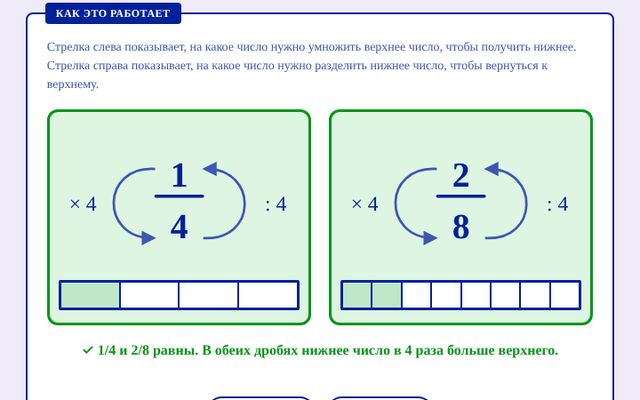 КАК ЭТО РАБОТАЕТ
Стрелка слева показывает, на какое число нужно умножить верхнее число, чтобы получить нижнее.
Стрелка справа показывает, на какое число нужно разделить нижнее число, чтобы вернуться к
верхнему.
1
× 4
: 4
4
2
× 4
: 4
8
✓ 1/4 и 2/8 равны. В обеих дробях нижнее число в 4 раза больше верхнего.